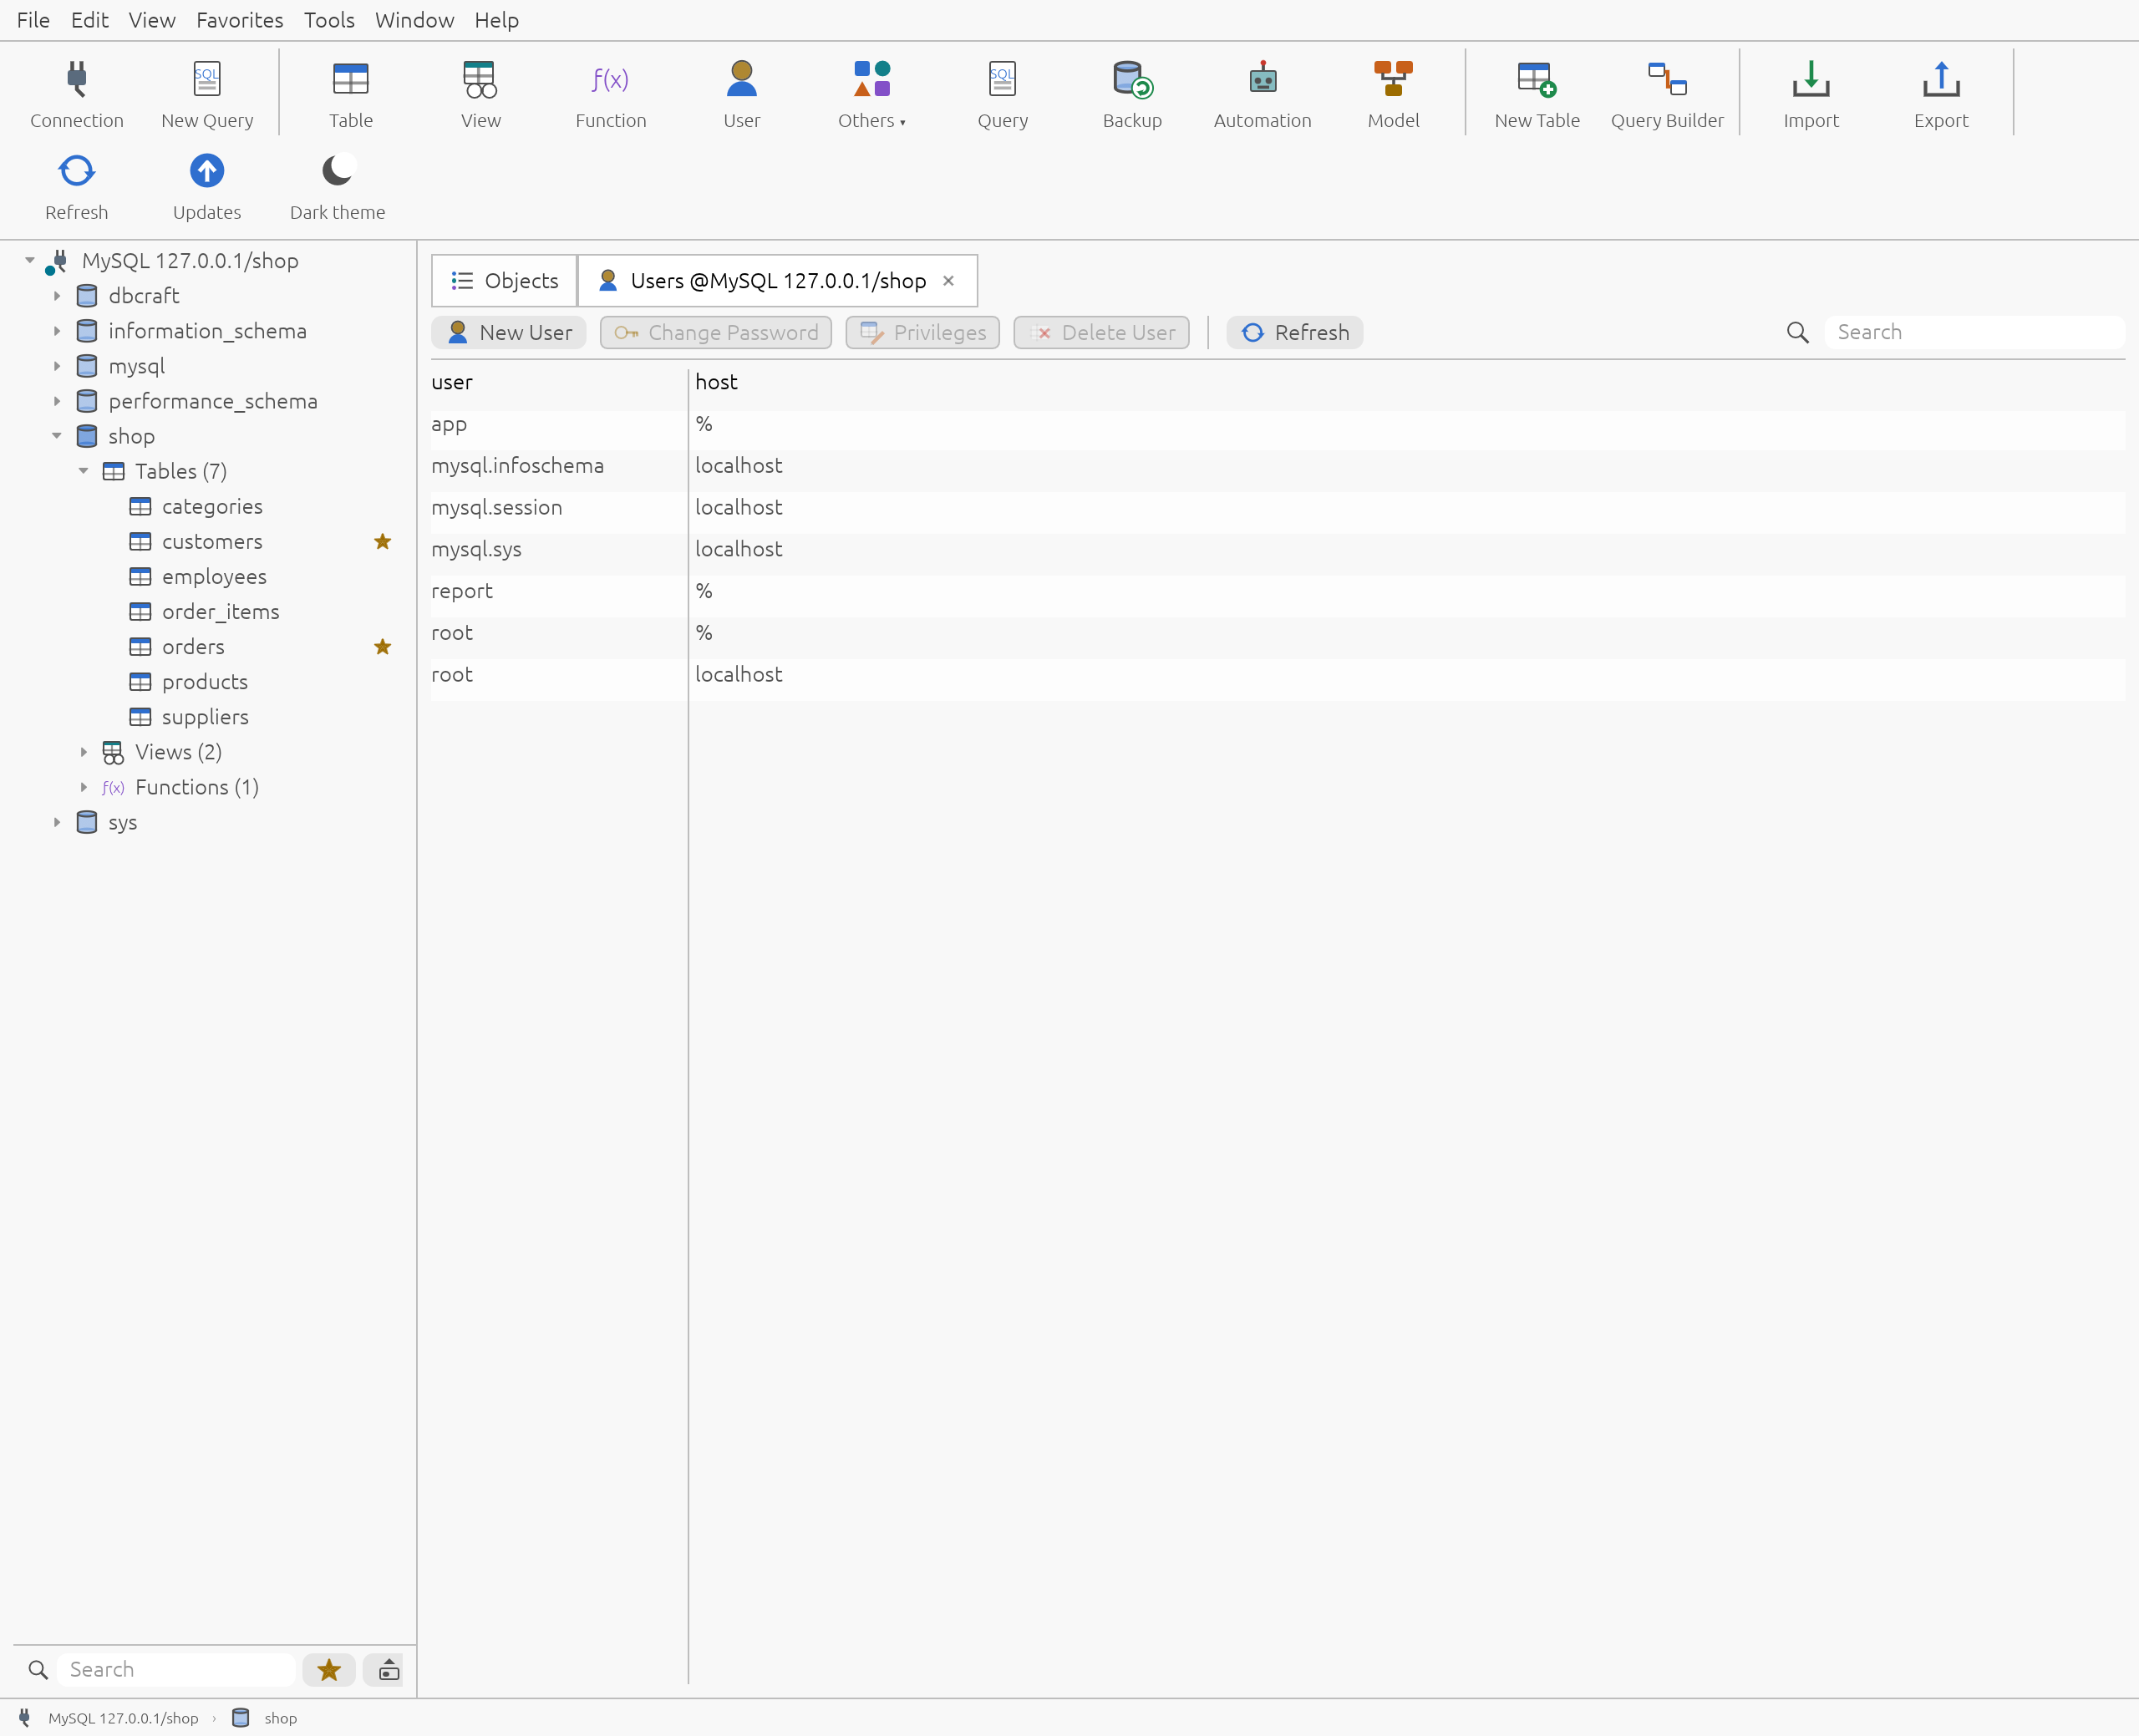 File Edit View Favorites Tools Window Help
Connection New Query Table View Function User Others ▾ Query Backup Automation Model New Table Query Builder Import Export
Refresh Updates Dark theme
MySQL 127.0.0.1/shop
dbcraft
information_schema
mysql
performance_schema
shop
Tables (7)
categories
customers
employees
order_items
orders
products
suppliers
Views (2)
Functions (1)
sys
Search
Objects Users @MySQL 127.0.0.1/shop
New User Change Password Privileges Delete User Refresh Search
user host
app %
mysql.infoschema localhost
mysql.session localhost
mysql.sys localhost
report %
root %
root localhost
MySQL 127.0.0.1/shop › shop